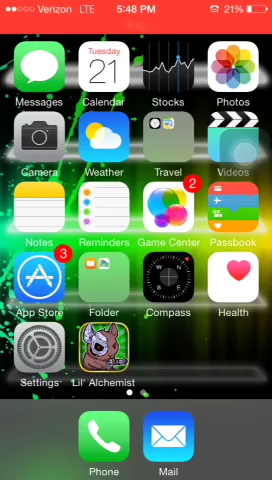 Verizon LTE 5:48 PM 21%
Rec
Tuesday
21
Messages Calendar Stocks Photos
Camera Weather Travel Videos
2
Notes Reminders Game Center Passbook
3
App Store Folder Compass Health
N
W E
S
Settings Lil' Alchemist
Phone Mail